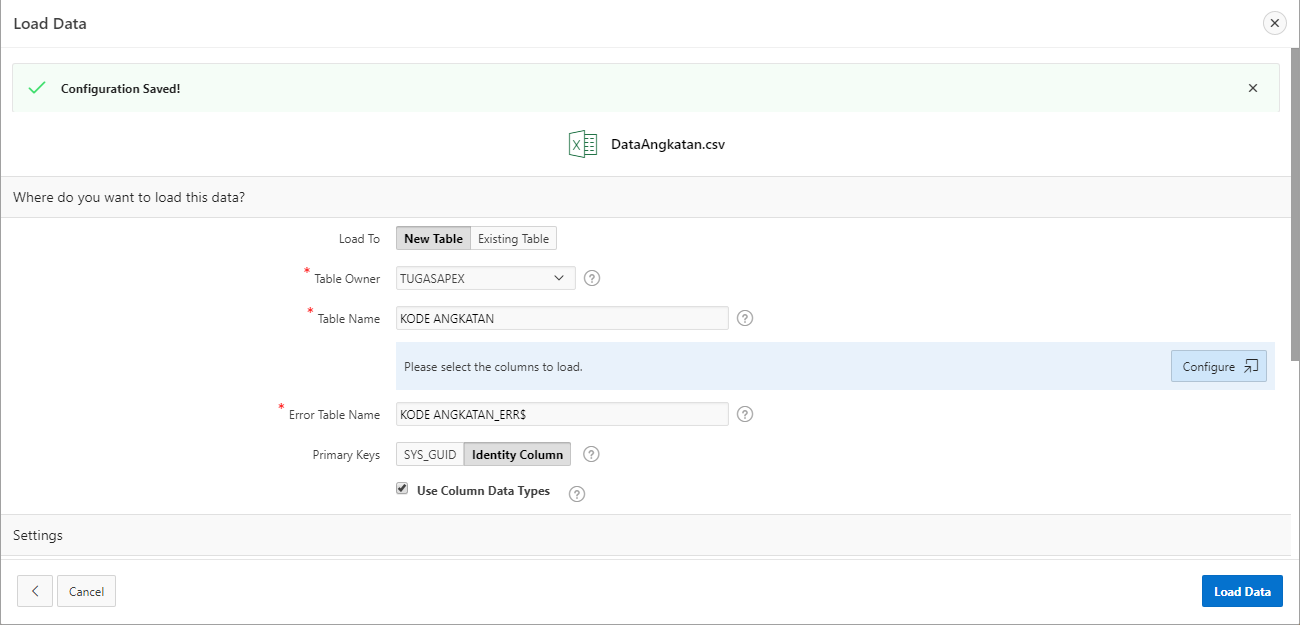 Load Data
Configuration Saved!
DataAngkatan.csv
Where do you want to load this data?
Load To New Table Existing Table
* Table Owner TUGASAPEX ?
* Table Name KODE ANGKATAN ?
Please select the columns to load. Configure
* Error Table Name KODE ANGKATAN_ERR$ ?
Primary Keys SYS_GUID Identity Column ?
Use Column Data Types ?
Settings
Cancel Load Data